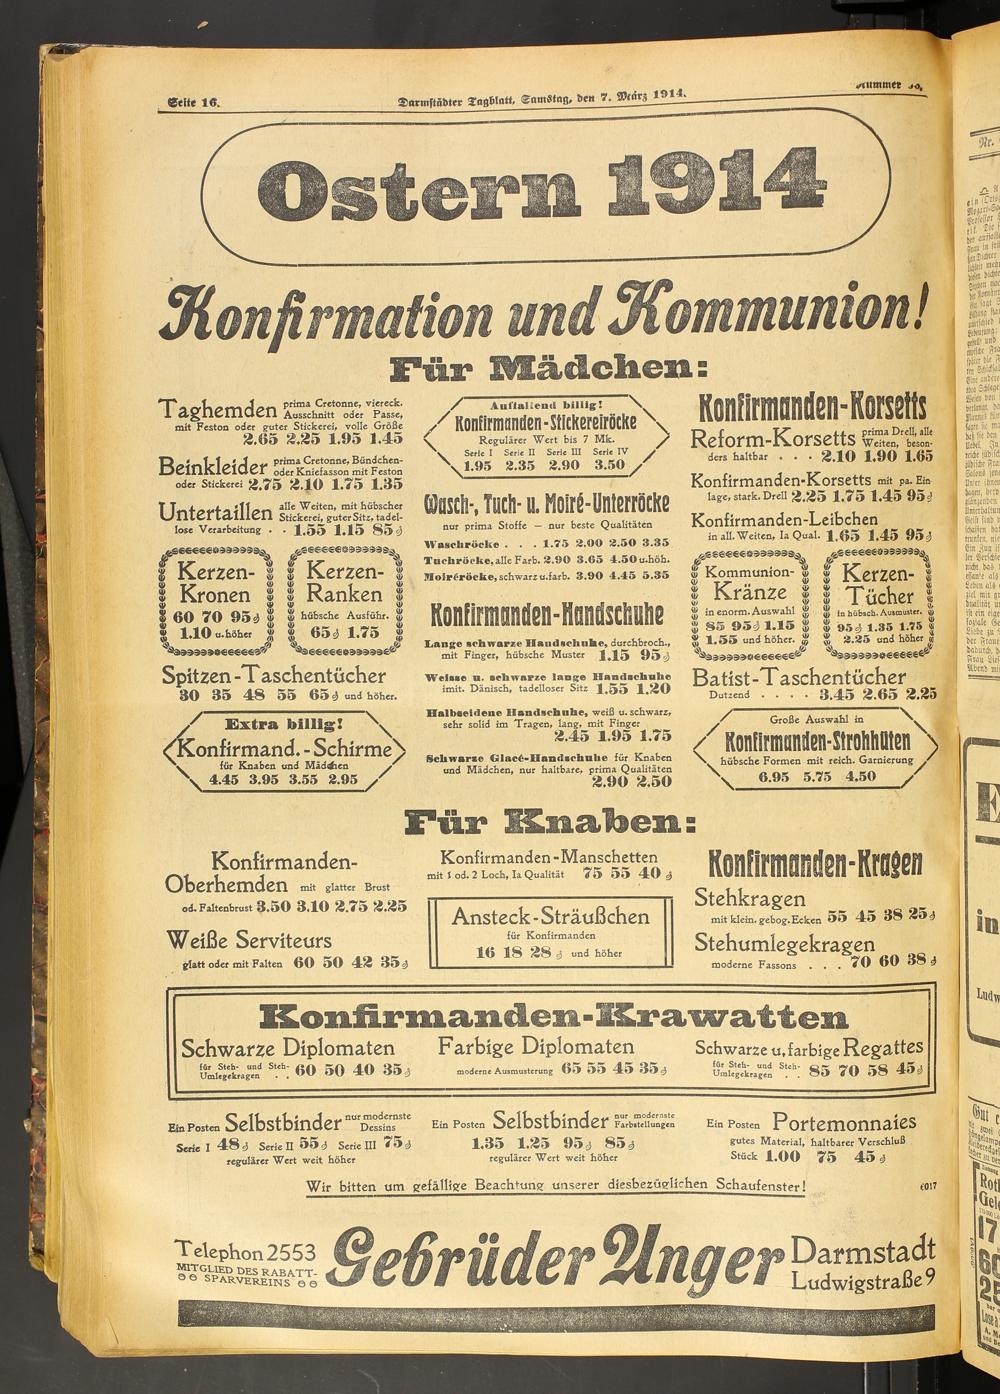 Seite 16.
Darmstädter Tagblatt, Samstag, den 7. März 1914.
Nummer
Ostern 1914
Konfirmation und Kommunion!
Für Mädchen:
Taghemden prima Cretonne, viereck.
Ausschnitt oder Passe,
mit Feston oder guter Stickerei, volle Größe
2.65 2.25 1.95 1.45
Beinkleider prima Cretonne, Bündchen-
oder Kniefasson mit Feston
oder Stickerei 2.75 2.10 1.75 1.35
Untertaillen alle Weiten, mit hübscher
Stickerei, guter Sitz, tadel-
lose Verarbeitung . . 1.55 1.15 85 ₰
Kerzen-
Kronen
60 70 95 ₰
1.10 u. höher
Kerzen-
Ranken
hübsche Ausführ.
65 ₰ 1.75
Spitzen-Taschentücher
30 35 48 55 65 ₰ und höher.
Extra billig!
Konfirmand.-Schirme
für Knaben und Mädchen
4.45 3.95 3.55 2.95
Auffallend billig!
Konfirmanden-Stickereiröcke
Regulärer Wert bis 7 Mk.
Serie I Serie II Serie III Serie IV
1.95 2.35 2.90 3.50
Wasch-, Tuch- u. Moiré-Unterröcke
nur prima Stoffe — nur beste Qualitäten
Waschröcke . . . 1.75 2.00 2.50 3.35
Tuchröcke, alle Farb. 2.90 3.65 4.50 u. höh.
Moiréröcke, schwarz u. farb. 3.90 4.45 5.35
Konfirmanden-Handschuhe
Lange schwarze Handschuhe, durchbroch.,
mit Finger, hübsche Muster 1.15 95 ₰
Weisse u. schwarze lange Handschuhe
imit. Dänisch, tadelloser Sitz 1.55 1.20
Halbseidene Handschuhe, weiß u. schwarz,
sehr solid im Tragen, lang, mit Finger
2.45 1.95 1.75
Schwarze Glacé-Handschuhe für Knaben
und Mädchen, nur haltbare, prima Qualitäten
2.90 2.50
Konfirmanden-Korsetts
Reform-Korsetts prima Drell, alle
Weiten, beson-
ders haltbar . . . 2.10 1.90 1.65
Konfirmanden-Korsetts mit pa. Ein-
lage, stark. Drell 2.25 1.75 1.45 95 ₰
Konfirmanden-Leibchen
in all. Weiten, Ia Qual. 1.65 1.45 95 ₰
Kommunion-
Kränze
in enorm. Auswahl
85 95 ₰ 1.15
1.55 und höher.
Kerzen-
Tücher
in hübsch. Ausmuster.
95 ₰ 1.35 1.75
2.25 und höher
Batist-Taschentücher
Dutzend . . . . 3.45 2.65 2.25
Große Auswahl in
Konfirmanden-Strohhüten
hübsche Formen mit reich. Garnierung
6.95 5.75 4.50
Für Knaben:
Konfirmanden-
Oberhemden mit glatter Brust
od. Faltenbrust 3.50 3.10 2.75 2.25
Weiße Serviteurs
glatt oder mit Falten 60 50 42 35 ₰
Konfirmanden-Manschetten
mit 1 od. 2 Loch, Ia Qualität 75 55 40 ₰
Ansteck-Sträußchen
für Konfirmanden
16 18 28 ₰ und höher
Konfirmanden-Kragen
Stehkragen
mit klein. gebog. Ecken 55 45 38 25 ₰
Stehumlegekragen
moderne Fassons . . . 70 60 38 ₰
Konfirmanden-Krawatten
Schwarze Diplomaten
für Steh- und Steh-
Umlegekragen . . 60 50 40 35 ₰
Farbige Diplomaten
moderne Ausmusterung 65 55 45 35 ₰
Schwarze u. farbige Regattes
für Steh- und Steh-
Umlegekragen . . 85 70 58 45 ₰
Ein Posten Selbstbinder nur modernste
Dessins
Serie I 48 ₰ Serie II 55 ₰ Serie III 75 ₰
regulärer Wert weit höher
Ein Posten Selbstbinder nur modernste
Farbstellungen
1.35 1.25 95 ₰ 85 ₰
regulärer Wert weit höher
Ein Posten Portemonnaies
gutes Material, haltbarer Verschluß
Stück 1.00 75 45 ₰
Wir bitten um gefällige Beachtung unserer diesbezüglichen Schaufenster!
Telephon 2553
MITGLIED DES RABATT-
SPARVEREINS
Gebrüder Unger
Darmstadt
Ludwigstraße 9
Nr.
in
Ludw
Gut
Rot
Gel
17
60
25